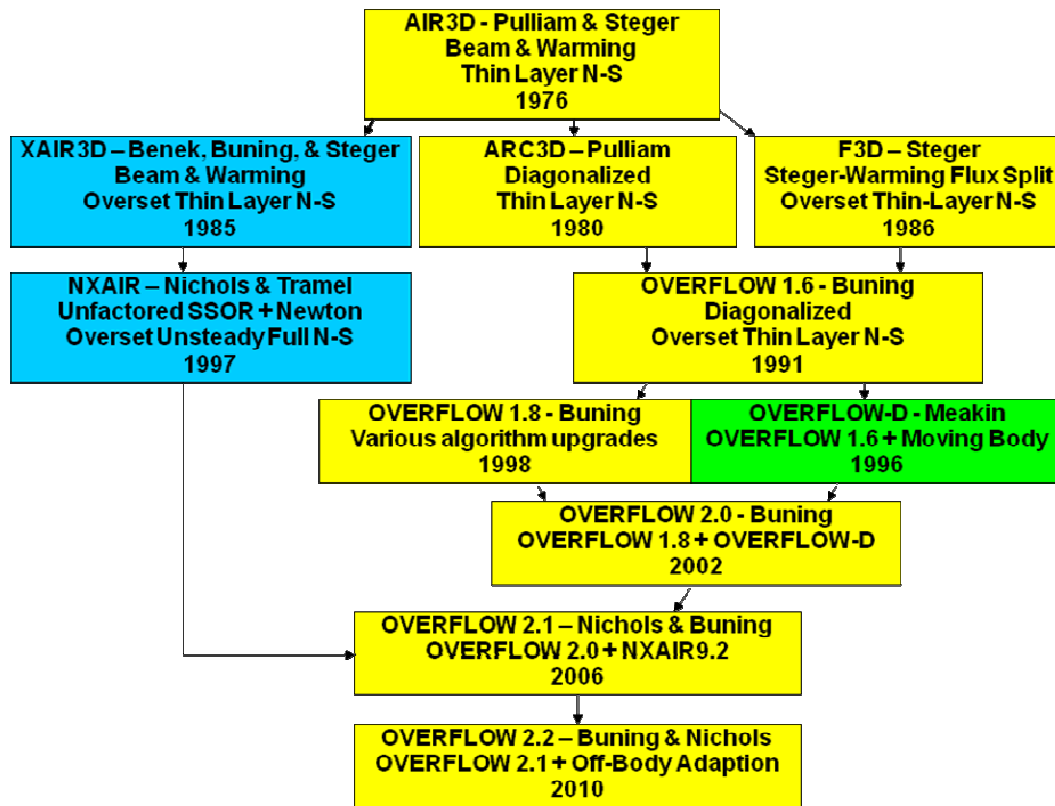 AIR3D - Pulliam & Steger
Beam & Warming
Thin Layer N-S
1976
XAIR3D – Benek, Buning, & Steger
Beam & Warming
Overset Thin Layer N-S
1985
ARC3D – Pulliam
Diagonalized
Thin Layer N-S
1980
F3D – Steger
Steger-Warming Flux Split
Overset Thin-Layer N-S
1986
NXAIR – Nichols & Tramel
Unfactored SSOR + Newton
Overset Unsteady Full N-S
1997
OVERFLOW 1.6 - Buning
Diagonalized
Overset Thin Layer N-S
1991
OVERFLOW 1.8 - Buning
Various algorithm upgrades
1998
OVERFLOW-D - Meakin
OVERFLOW 1.6 + Moving Body
1996
OVERFLOW 2.0 - Buning
OVERFLOW 1.8 + OVERFLOW-D
2002
OVERFLOW 2.1 – Nichols & Buning
OVERFLOW 2.0 + NXAIR9.2
2006
OVERFLOW 2.2 – Buning & Nichols
OVERFLOW 2.1 + Off-Body Adaption
2010